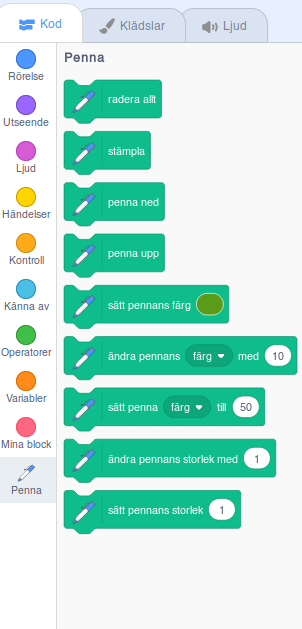 Kod
Klädslar
Ljud
Rörelse
Utseende
Ljud
Händelser
Kontroll
Känna av
Operatorer
Variabler
Mina block
Penna
Penna
radera allt
stämpla
penna ned
penna upp
sätt pennans färg
ändra pennans färg med 10
sätt penna färg till 50
ändra pennans storlek med 1
sätt pennans storlek 1